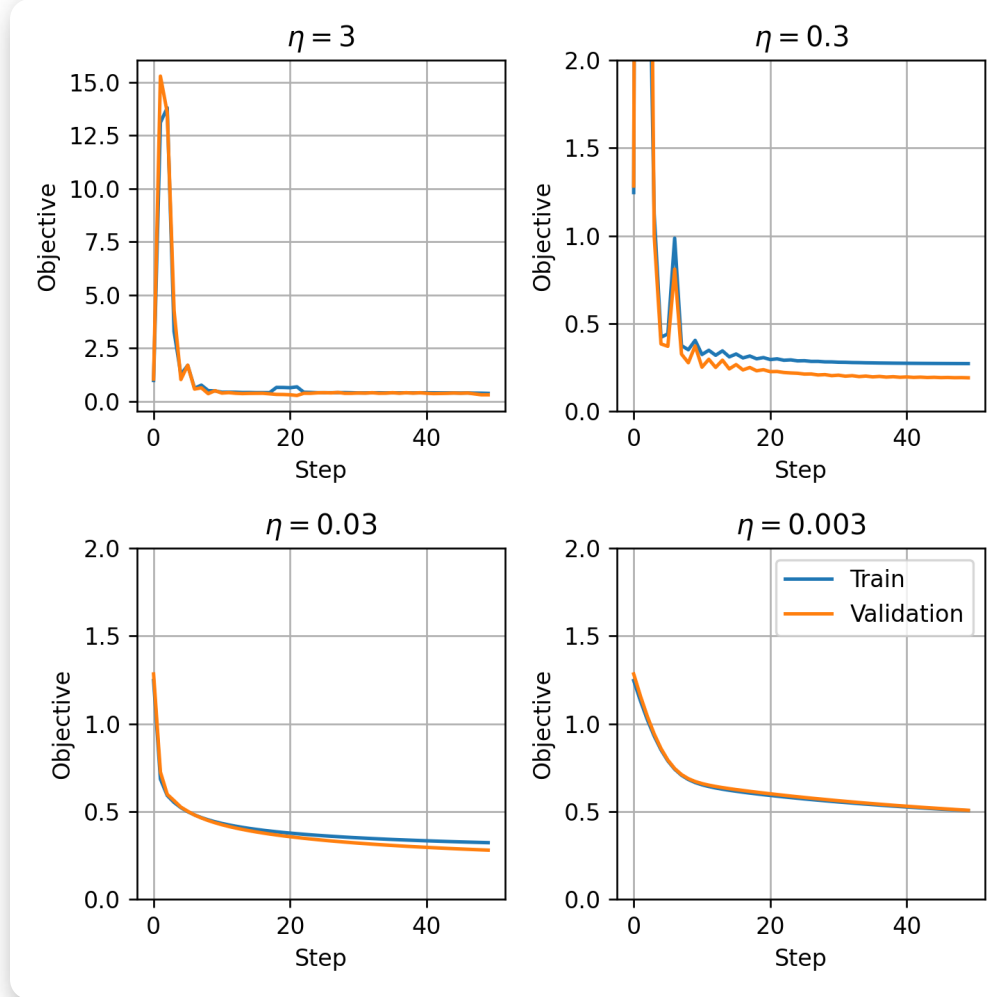 η = 3
15.0
12.5
10.0
7.5
5.0
2.5
0.0
Objective
0 20 40
Step
η = 0.3
2.0
1.5
1.0
0.5
0.0
Objective
0 20 40
Step
η = 0.03
2.0
1.5
1.0
0.5
0.0
Objective
0 20 40
Step
η = 0.003
2.0
1.5
1.0
0.5
0.0
Objective
Train
Validation
0 20 40
Step